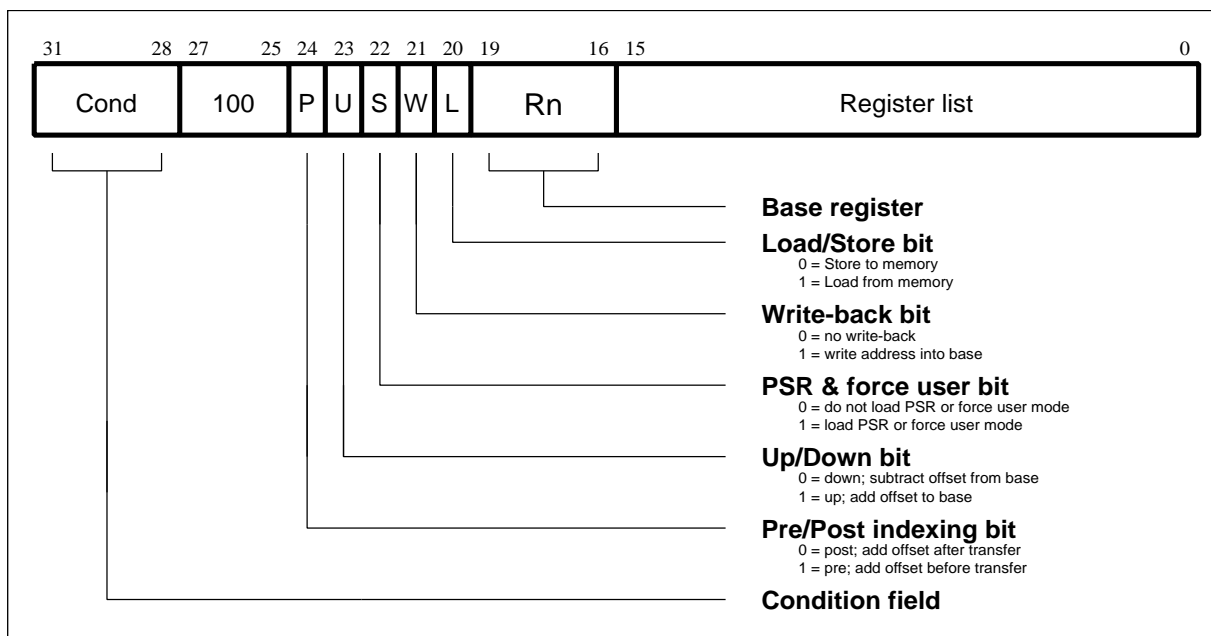 31 28 27 25 24 23 22 21 20 19 16 15 0
Cond 100 P U S W L Rn Register list
Base register
Load/Store bit
0 = Store to memory
1 = Load from memory
Write-back bit
0 = no write-back
1 = write address into base
PSR & force user bit
0 = do not load PSR or force user mode
1 = load PSR or force user mode
Up/Down bit
0 = down; subtract offset from base
1 = up; add offset to base
Pre/Post indexing bit
0 = post; add offset after transfer
1 = pre; add offset before transfer
Condition field